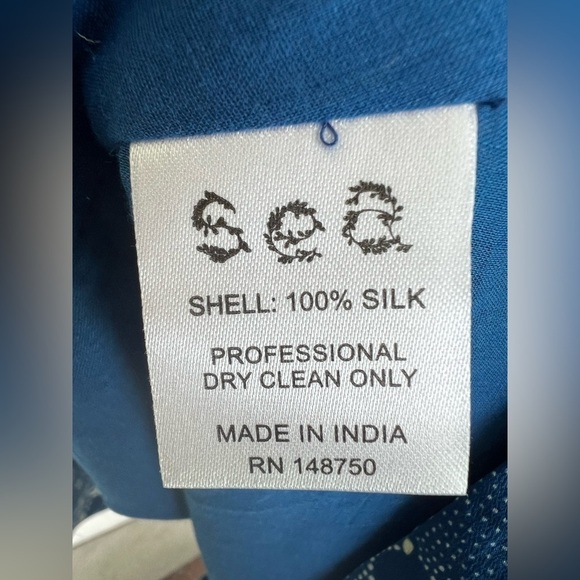 sea
SHELL: 100% SILK
PROFESSIONAL
DRY CLEAN ONLY
MADE IN INDIA
RN 148750